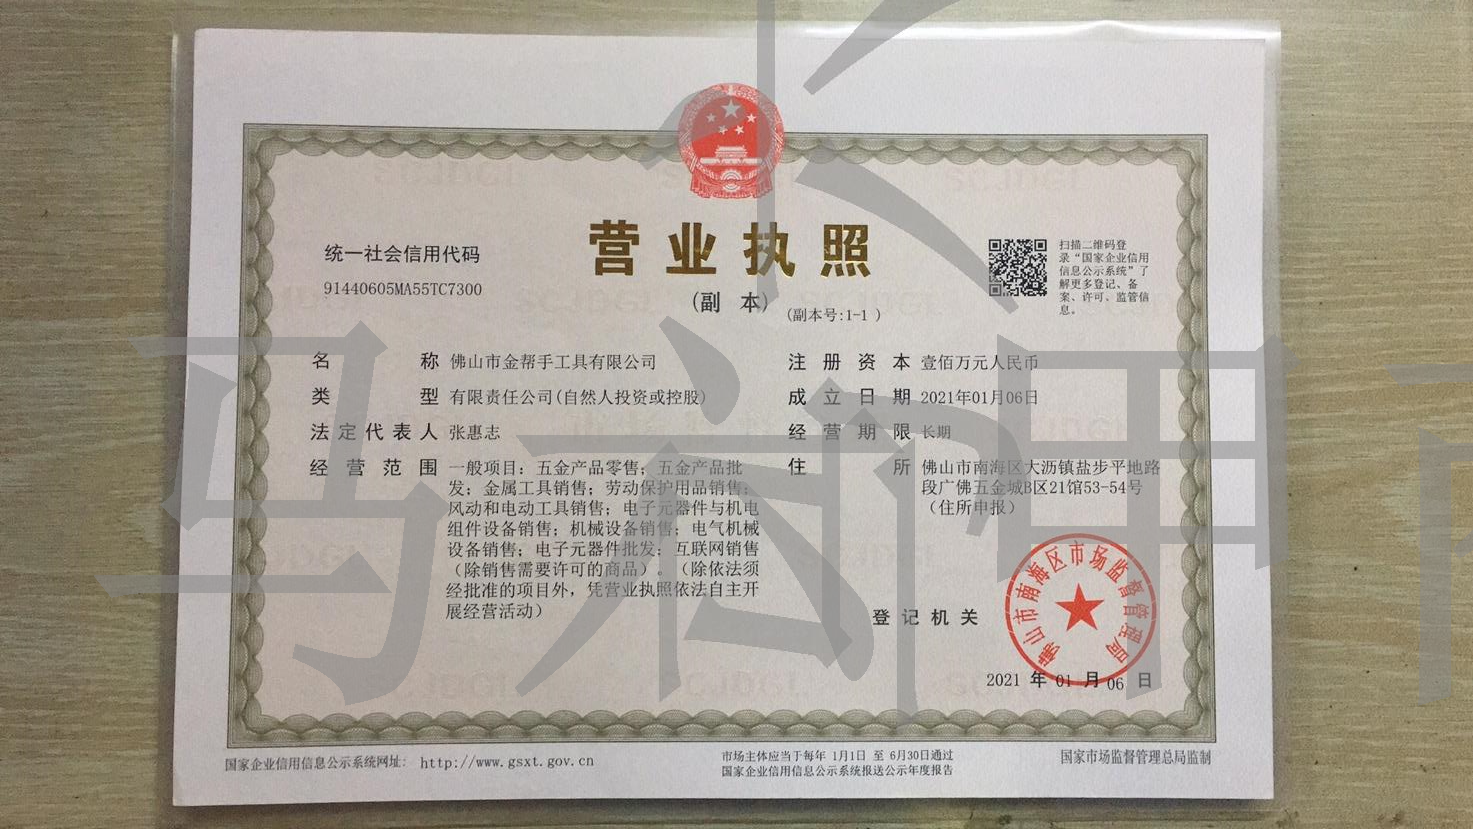 营业执照
(副 本)
(副本号:1-1 )
统一社会信用代码
91440605MA55TC7300
扫描二维码登
录“国家企业信用
信息公示系统”了
解更多登记、备
案、许可、监管信
息。
名 称 佛山市金帮手工具有限公司
类 型 有限责任公司(自然人投资或控股)
法定代表人 张惠志
经营范围 一般项目：五金产品零售；五金产品批
发；金属工具销售；劳动保护用品销售；
风动和电动工具销售；电子元器件与机电
组件设备销售；机械设备销售；电气机械
设备销售；电子元器件批发；互联网销售
（除销售需要许可的商品）。（除依法须
经批准的项目外，凭营业执照依法自主开
展经营活动）
注册资本 壹佰万元人民币
成立日期 2021年01月06日
经营期限 长期
住 所 佛山市南海区大沥镇盐步平地路
段广佛五金城B区21馆53-54号
（住所申报）
登记机关
佛山市南海区市场监督管理局
2021 年 01 月 06 日
国家企业信用信息公示系统网址: http://www.gsxt.gov.cn
市场主体应当于每年 1月1日 至 6月30日通过
国家企业信用信息公示系统报送公示年度报告
国家市场监督管理总局监制